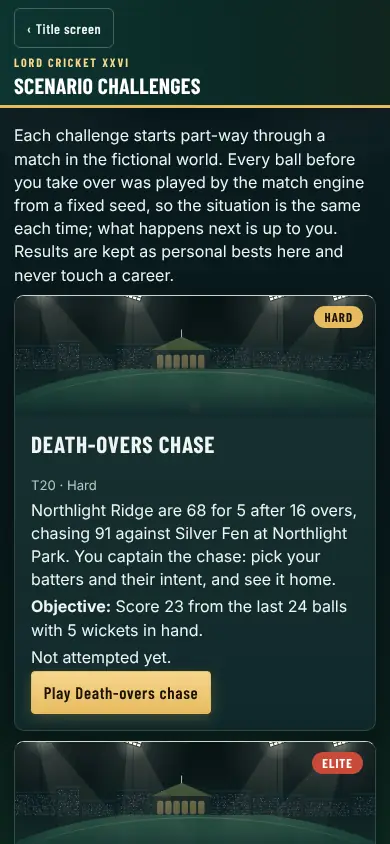 ‹ Title screen
LORD CRICKET XXVI
SCENARIO CHALLENGES
Each challenge starts part-way through a
match in the fictional world. Every ball before
you take over was played by the match engine
from a fixed seed, so the situation is the same
each time; what happens next is up to you.
Results are kept as personal bests here and
never touch a career.
HARD
DEATH-OVERS CHASE
T20 · Hard
Northlight Ridge are 68 for 5 after 16 overs,
chasing 91 against Silver Fen at Northlight
Park. You captain the chase: pick your
batters and their intent, and see it home.
Objective: Score 23 from the last 24 balls
with 5 wickets in hand.
Not attempted yet.
Play Death-overs chase
ELITE